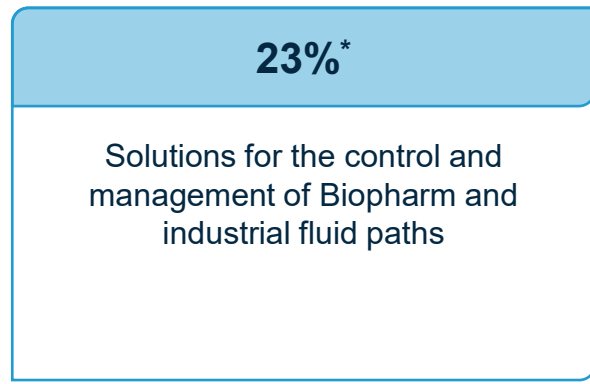 23%*
Solutions for the control and
management of Biopharm and
industrial fluid paths